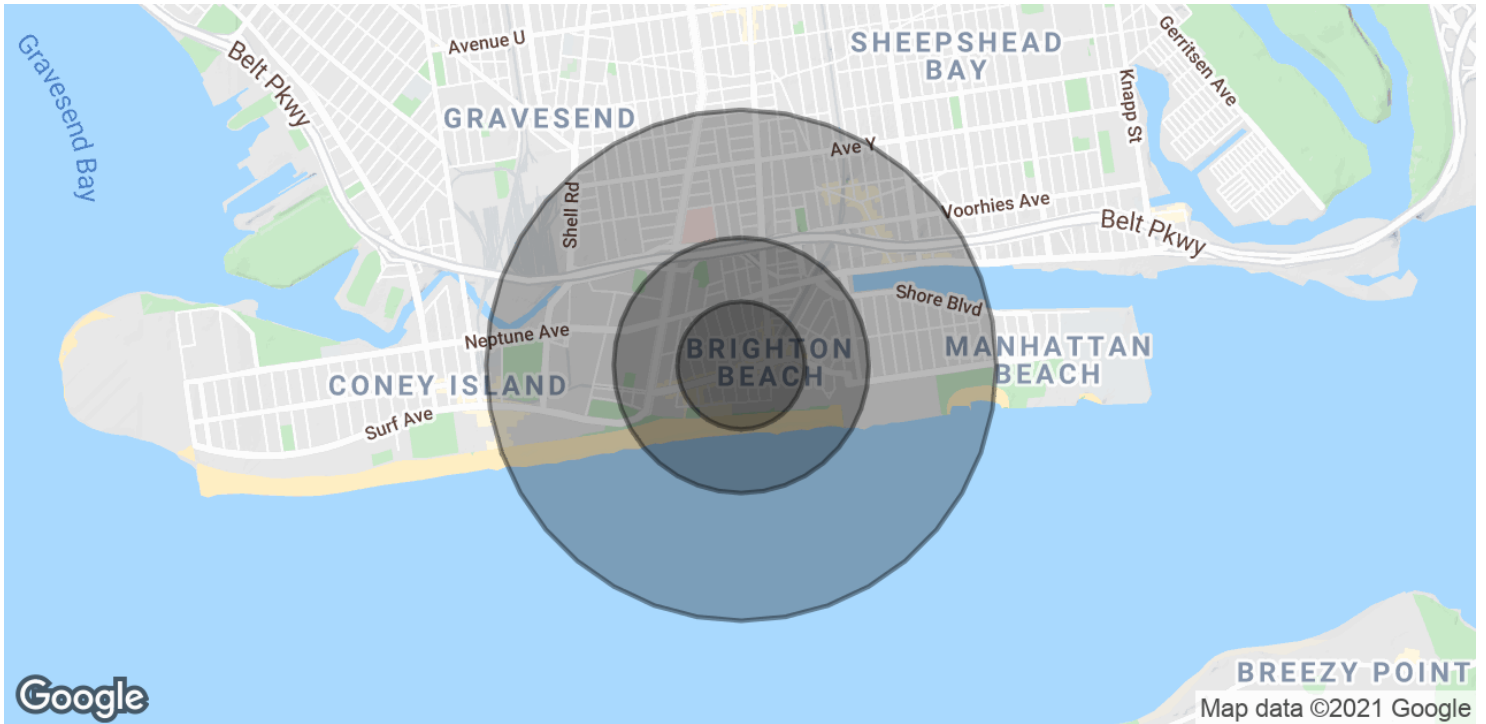 Gravesend Bay
Belt Pkwy
Avenue U
SHEEPSHEAD
BAY
Gerritsen Ave
Knapp St
GRAVESEND
Ave Y
Shell Rd
Voorhies Ave
Belt Pkwy
Shore Blvd
Neptune Ave
BRIGHTON
BEACH
MANHATTAN
BEACH
CONEY ISLAND
Surf Ave
BREEZY POINT
Google
Map data ©2021 Google